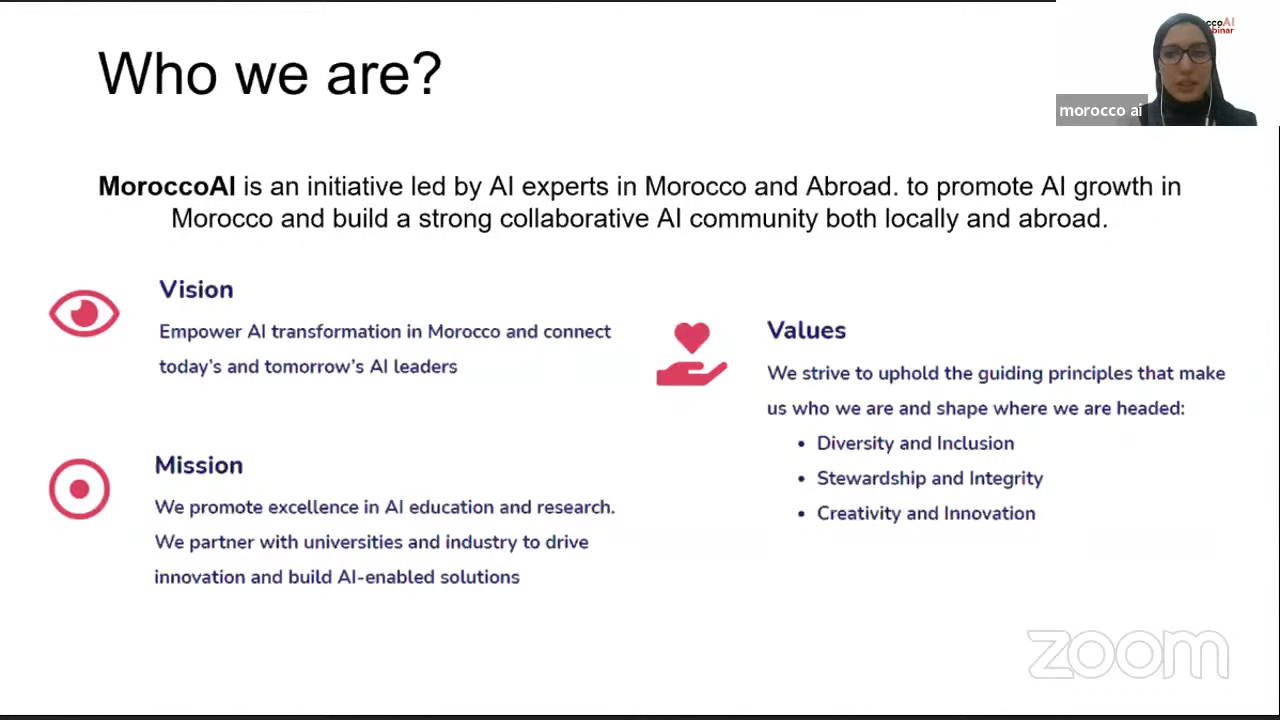 Who we are?
ccoAI
binar
morocco ai
MoroccoAI is an initiative led by AI experts in Morocco and Abroad. to promote AI growth in
Morocco and build a strong collaborative AI community both locally and abroad.
Vision
Empower AI transformation in Morocco and connect
today's and tomorrow's AI leaders
Mission
We promote excellence in AI education and research.
We partner with universities and industry to drive
innovation and build AI-enabled solutions
Values
We strive to uphold the guiding principles that make
us who we are and shape where we are headed:
• Diversity and Inclusion
• Stewardship and Integrity
• Creativity and Innovation
zoom